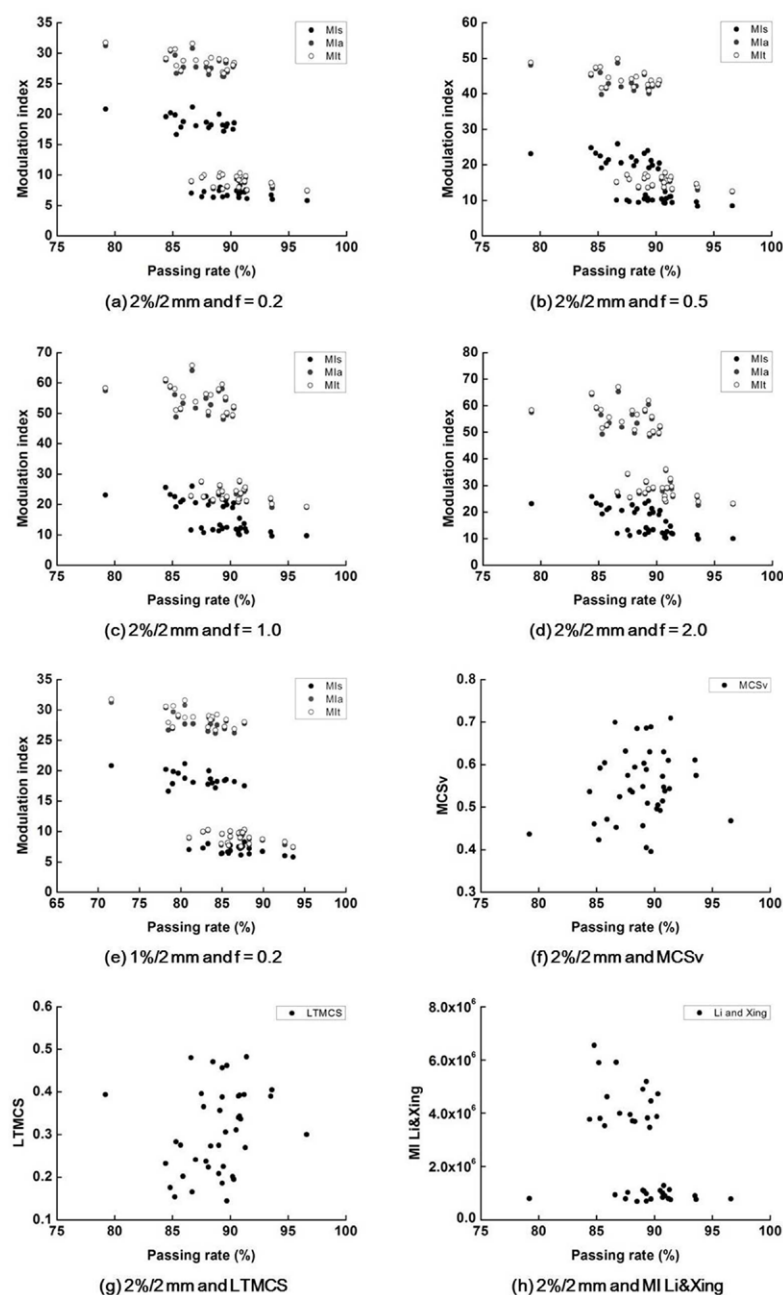 35
30
25
20
15
10
5
0
Modulation index
MIs
MIa
MIt
75 80 85 90 95 100
Passing rate (%)
(a) 2%/2 mm and f = 0.2
60
50
40
30
20
10
0
Modulation index
MIs
MIa
MIt
75 80 85 90 95 100
Passing rate (%)
(b) 2%/2 mm and f = 0.5
70
60
50
40
30
20
10
0
Modulation index
MIs
MIa
MIt
75 80 85 90 95 100
Passing rate (%)
(c) 2%/2 mm and f = 1.0
80
70
60
50
40
30
20
10
0
Modulation index
MIs
MIa
MIt
75 80 85 90 95 100
Passing rate (%)
(d) 2%/2 mm and f = 2.0
35
30
25
20
15
10
5
0
Modulation index
MIs
MIa
MIt
65 70 75 80 85 90 95 100
Passing rate (%)
(e) 1%/2 mm and f = 0.2
0.8
0.7
0.6
0.5
0.4
0.3
MCSv
MCSv
75 80 85 90 95 100
Passing rate (%)
(f) 2%/2 mm and MCSv
0.6
0.5
0.4
0.3
0.2
0.1
LTMCS
LTMCS
75 80 85 90 95 100
Passing rate (%)
(g) 2%/2 mm and LTMCS
8.0x10⁶
6.0x10⁶
4.0x10⁶
2.0x10⁶
0.0
MI Li&Xing
Li and Xing
75 80 85 90 95 100
Passing rate (%)
(h) 2%/2 mm and MI Li&Xing